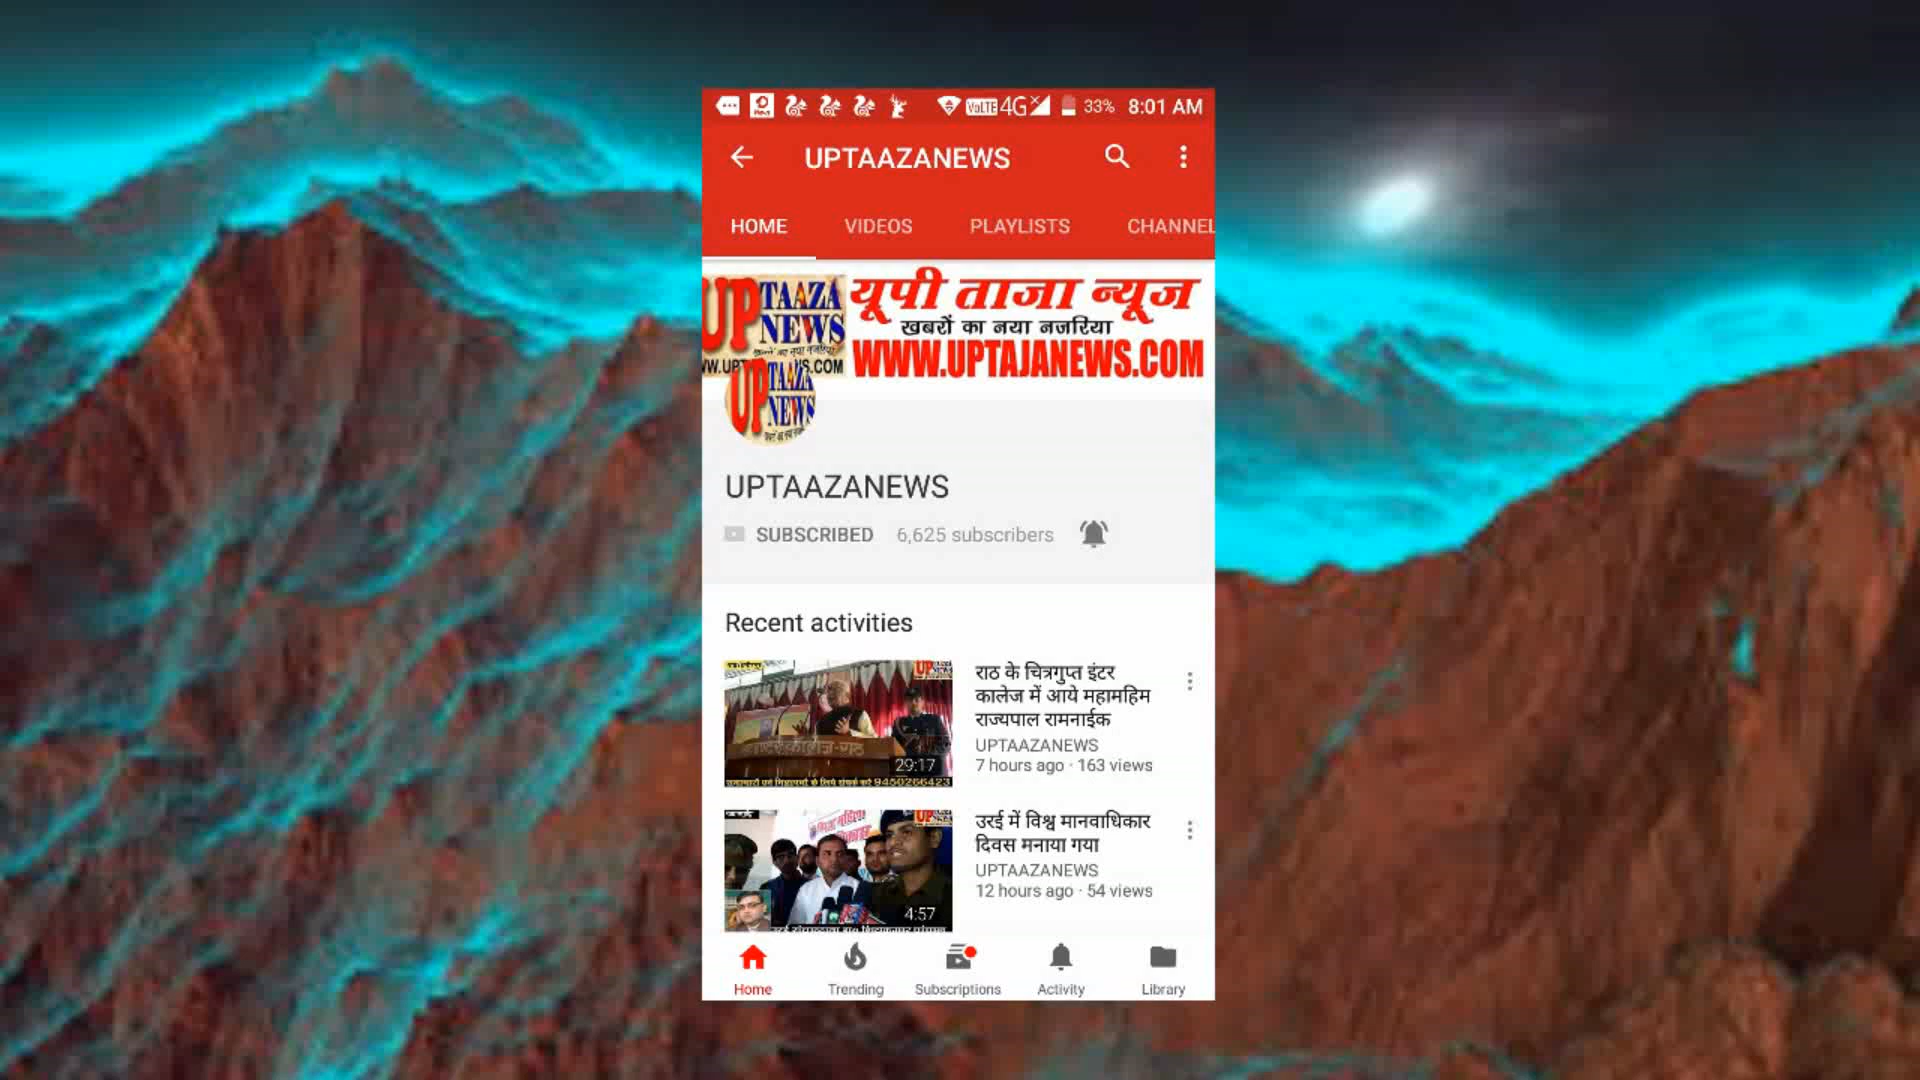 VoLTE 4G 33% 8:01 AM
UPTAAZANEWS
HOME VIDEOS PLAYLISTS CHANNEL
UP TAAZA NEWS
यूपी ताजा न्यूज
खबरों का नया नजरिया
WWW.UPTAJANEWS.COM
UP TAAZA NEWS
UPTAAZANEWS
SUBSCRIBED 6,625 subscribers
Recent activities
राठ के चित्रगुप्त इंटर
कालेज में आये महामहिम
राज्यपाल रामनाईक
UPTAAZANEWS
7 hours ago · 163 views
UP
29:17
9450266423
उरई में विश्व मानवाधिकार
दिवस मनाया गया
UPTAAZANEWS
12 hours ago · 54 views
UP
4:57
Home Trending Subscriptions Activity Library